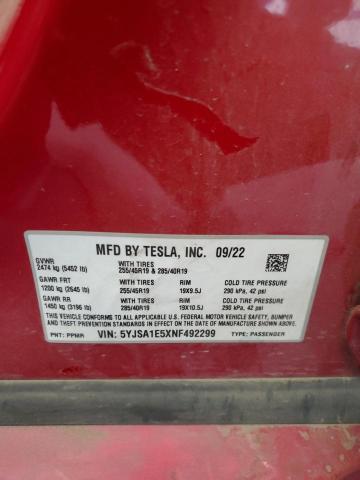 MFD BY TESLA, INC. 09/22
GVWR
2474 kg (5452 lb)
WITH TIRES
255/45R19 & 285/40R19
GAWR FRT
1200 kg (2645 lb)
WITH TIRES
255/45R19
RIM
19X9.5J
COLD TIRE PRESSURE
290 kPa, 42 psi
GAWR RR
1450 kg (3196 lb)
WITH TIRES
285/40R19
RIM
19X10.5J
COLD TIRE PRESSURE
290 kPa, 42 psi
THIS VEHICLE CONFORMS TO ALL APPLICABLE FEDERAL MOTOR VEHICLE SAFETY, BUMPER
AND THEFT PREVENTION STANDARDS IN EFFECT ON THE DATE OF MANUFACTURE SHOWN ABOVE.
PNT: PPMR
VIN: 5YJSA1E5XNF492299
TYPE: PASSENGER